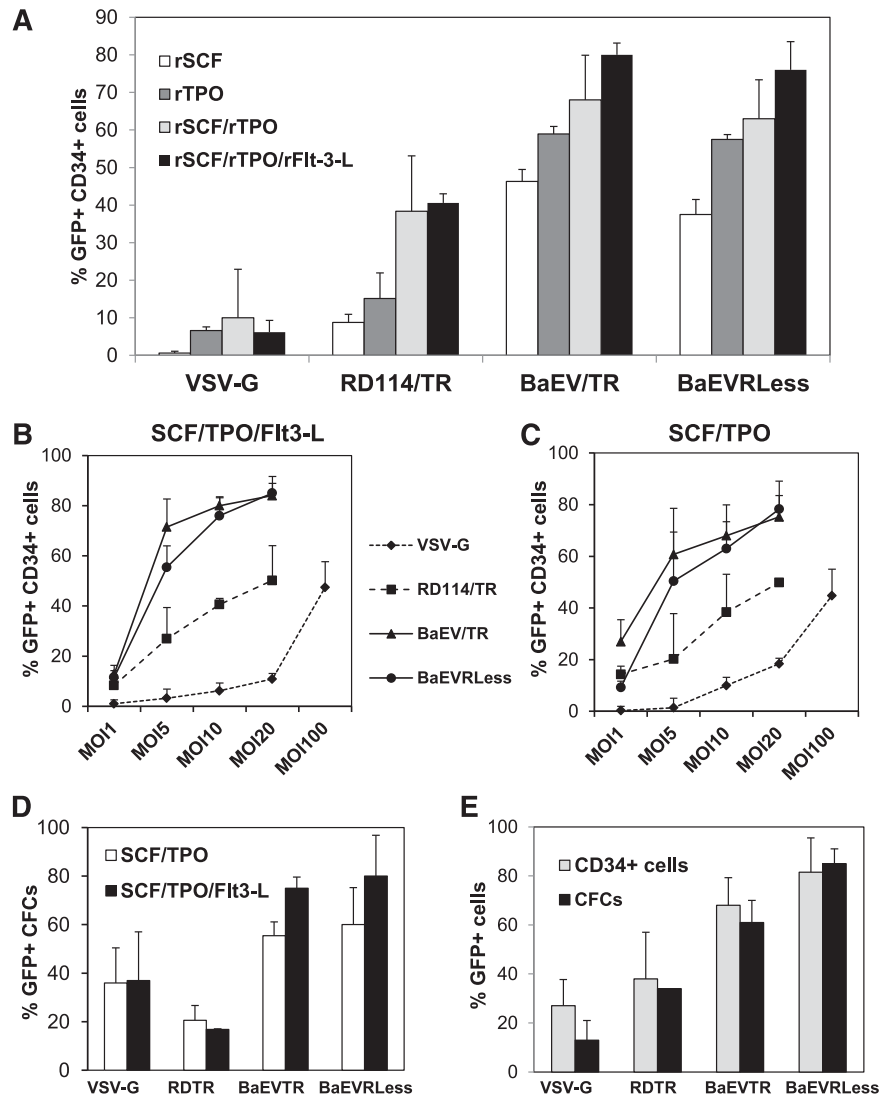 A
% GFP+ CD34+ cells
90
80
70
60
50
40
30
20
10
0
rSCF
rTPO
rSCF/rTPO
rSCF/rTPO/rFlt-3-L
VSV-G RD114/TR BaEV/TR BaEVRLess
B
SCF/TPO/Flt3-L
% GFP+ CD34+ cells
100
80
60
40
20
0
MOI1 MOI5 MOI10 MOI20 MOI100
VSV-G
RD114/TR
BaEV/TR
BaEVRLess
C
SCF/TPO
% GFP+ CD34+ cells
100
80
60
40
20
0
MOI1 MOI5 MOI10 MOI20 MOI100
D
% GFP+ CFCs
100
80
60
40
20
0
SCF/TPO
SCF/TPO/Flt3-L
VSV-G RDTR BaEVTR BaEVRLess
E
% GFP+ cells
100
80
60
40
20
0
CD34+ cells
CFCs
VSV-G RDTR BaEVTR BaEVRLess